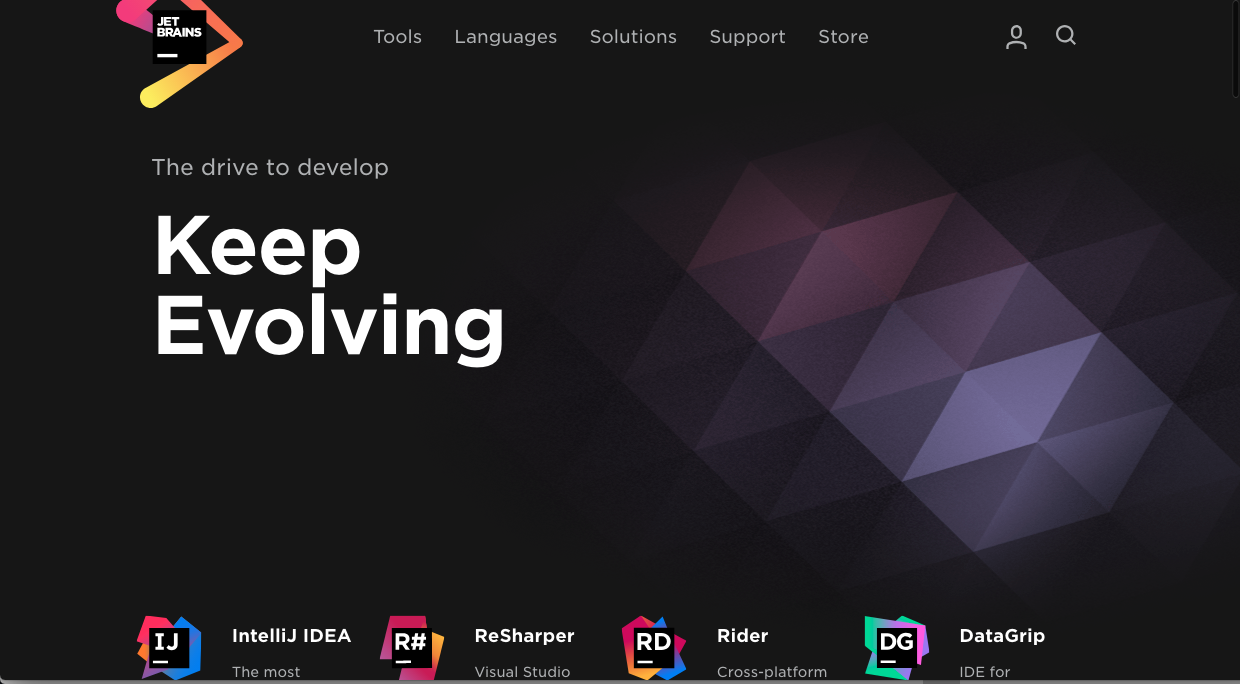 JET
BRAINS
Tools Languages Solutions Support Store
The drive to develop
Keep
Evolving
IJ
IntelliJ IDEA
The most
R#
ReSharper
Visual Studio
RD
Rider
Cross-platform
DG
DataGrip
IDE for